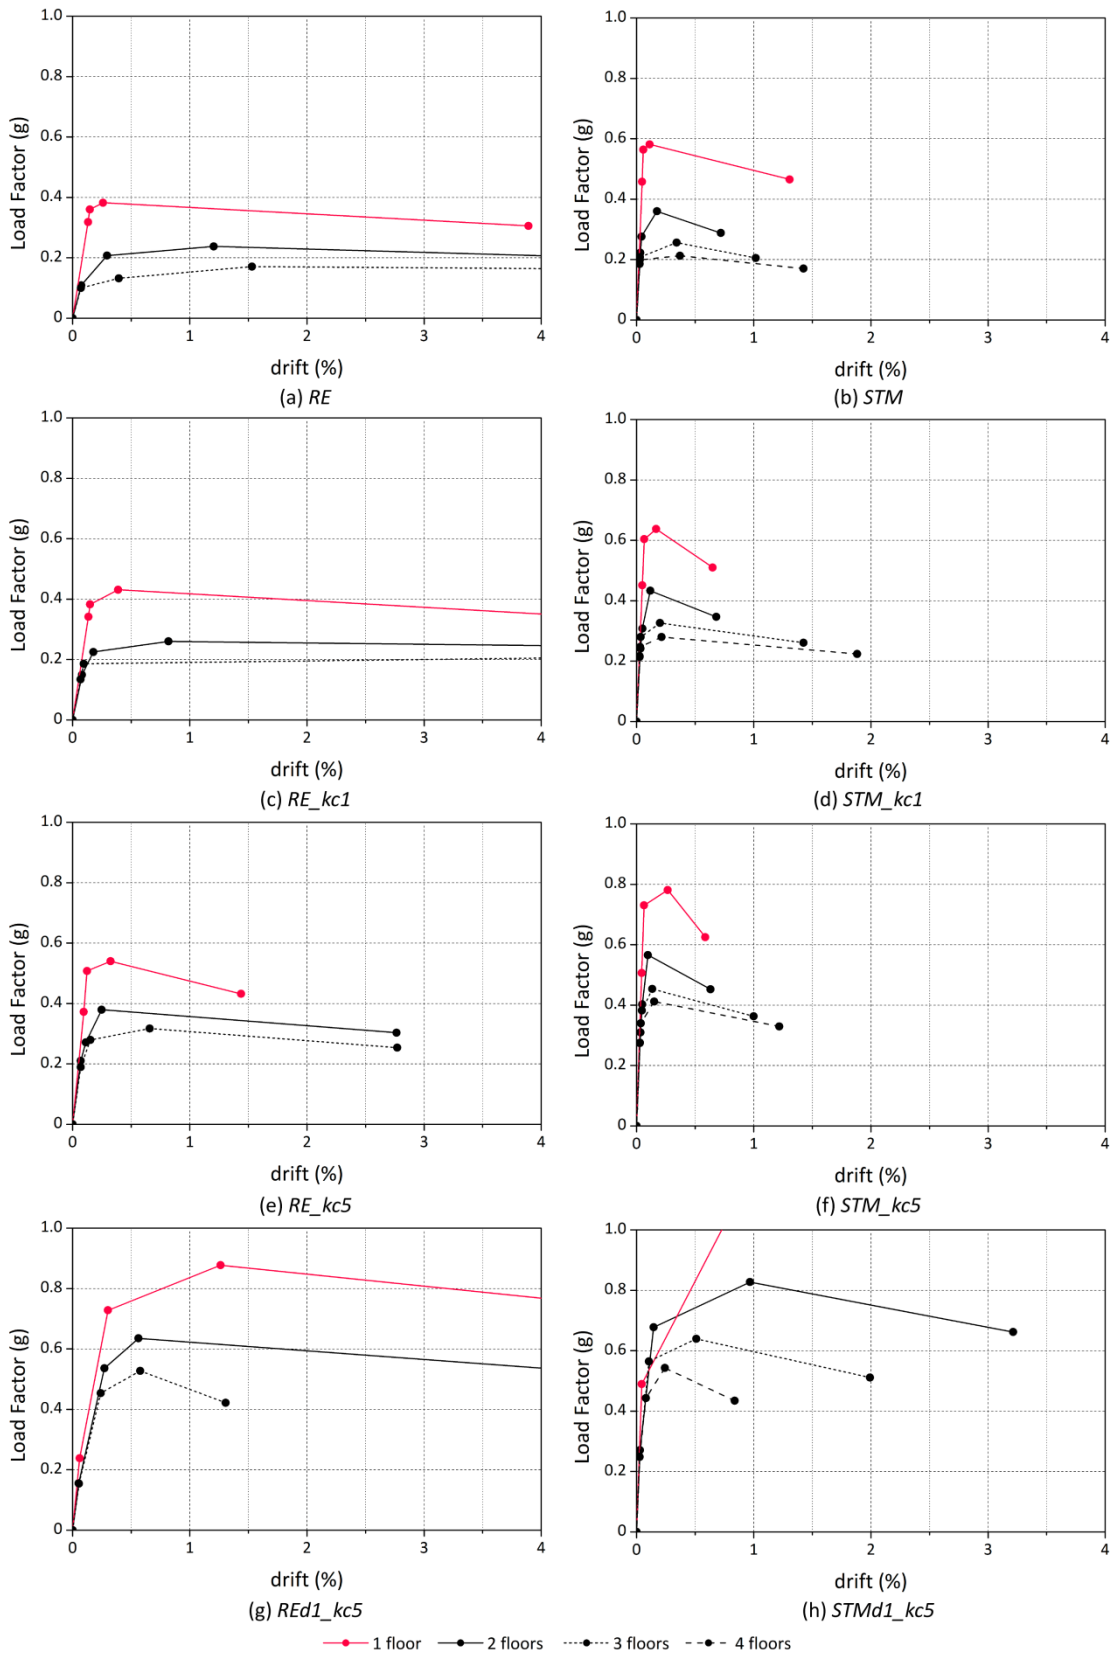 1.0
0.8
0.6
0.4
0.2
0
0 1 2 3 4
Load Factor (g)
drift (%)
(a) RE
1.0
0.8
0.6
0.4
0.2
0
0 1 2 3 4
Load Factor (g)
drift (%)
(b) STM
1.0
0.8
0.6
0.4
0.2
0
0 1 2 3 4
Load Factor (g)
drift (%)
(c) RE_kc1
1.0
0.8
0.6
0.4
0.2
0
0 1 2 3 4
Load Factor (g)
drift (%)
(d) STM_kc1
1.0
0.8
0.6
0.4
0.2
0
0 1 2 3 4
Load Factor (g)
drift (%)
(e) RE_kc5
1.0
0.8
0.6
0.4
0.2
0
0 1 2 3 4
Load Factor (g)
drift (%)
(f) STM_kc5
1.0
0.8
0.6
0.4
0.2
0
0 1 2 3 4
Load Factor (g)
drift (%)
(g) REd1_kc5
1.0
0.8
0.6
0.4
0.2
0
0 1 2 3 4
Load Factor (g)
drift (%)
(h) STMd1_kc5
1 floor 2 floors 3 floors 4 floors